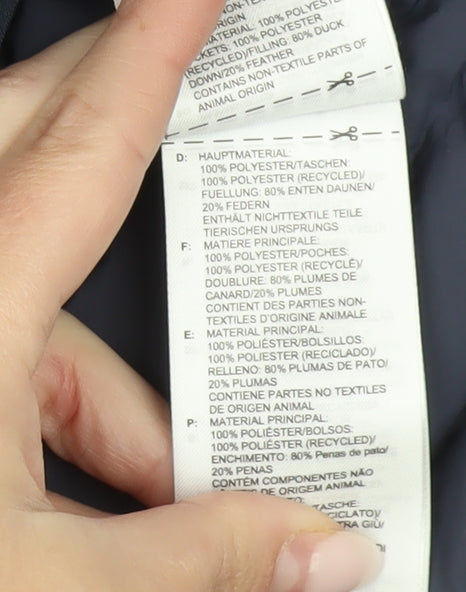 ORIGIN
MATERIAL: 100% POLYESTER
100% POLYESTER
(RECYCLED)/FILLING: 80% DUCK
DOWN/20% FEATHER
CONTAINS NON-TEXTILE PARTS OF
ANIMAL ORIGIN
D: HAUPTMATERIAL:
100% POLYESTER/TASCHEN:
100% POLYESTER (RECYCLED)/
FUELLUNG: 80% ENTEN DAUNEN/
20% FEDERN
ENTHÄLT NICHTTEXTILE TEILE
TIERISCHEN URSPRUNGS
F: MATIERE PRINCIPALE:
100% POLYESTER/POCHES:
100% POLYESTER (RECYCLÉ)/
DOUBLURE: 80% PLUMES DE
CANARD/20% PLUMES
CONTIENT DES PARTIES NON-
TEXTILES D'ORIGINE ANIMALE
E: MATERIAL PRINCIPAL:
100% POLIÉSTER/BOLSILLOS:
100% POLIESTER (RECICLADO)/
RELLENO: 80% PLUMAS DE PATO/
20% PLUMAS
CONTIENE PARTES NO TEXTILES
DE ORIGEN ANIMAL
P: MATERIAL PRINCIPAL:
100% POLIÉSTER/BOLSOS:
100% POLIÉSTER (RECYCLED)/
ENCHIMENTO: 80% Penas de pato/
20% PENAS
CONTÉM COMPONENTES NÃO
DE ORIGEM ANIMAL
TASCHE:
GIU/